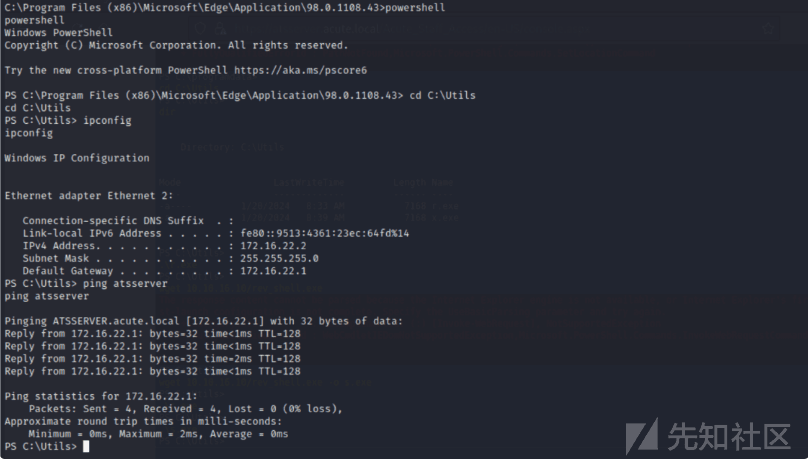 C:\Program Files (x86)\Microsoft\Edge\Application\98.0.1108.43>powershell
powershell
Windows PowerShell
Copyright (C) Microsoft Corporation. All rights reserved.
Try the new cross-platform PowerShell https://aka.ms/pscore6
PS C:\Program Files (x86)\Microsoft\Edge\Application\98.0.1108.43> cd C:\Utils
cd C:\Utils
PS C:\Utils> ipconfig
ipconfig
Windows IP Configuration
Ethernet adapter Ethernet 2:
Connection-specific DNS Suffix  . :
Link-local IPv6 Address . . . . . : fe80::9513:4361:23ec:64fd%14
IPv4 Address. . . . . . . . . . . : 172.16.22.2
Subnet Mask . . . . . . . . . . . : 255.255.255.0
Default Gateway . . . . . . . . . : 172.16.22.1
PS C:\Utils> ping atsserver
ping atsserver
Pinging ATSSERVER.acute.local [172.16.22.1] with 32 bytes of data:
Reply from 172.16.22.1: bytes=32 time<1ms TTL=128
Reply from 172.16.22.1: bytes=32 time<1ms TTL=128
Reply from 172.16.22.1: bytes=32 time=2ms TTL=128
Reply from 172.16.22.1: bytes=32 time<1ms TTL=128
Ping statistics for 172.16.22.1:
Packets: Sent = 4, Received = 4, Lost = 0 (0% loss),
Approximate round trip times in milli-seconds:
Minimum = 0ms, Maximum = 2ms, Average = 0ms
PS C:\Utils>
先知社区